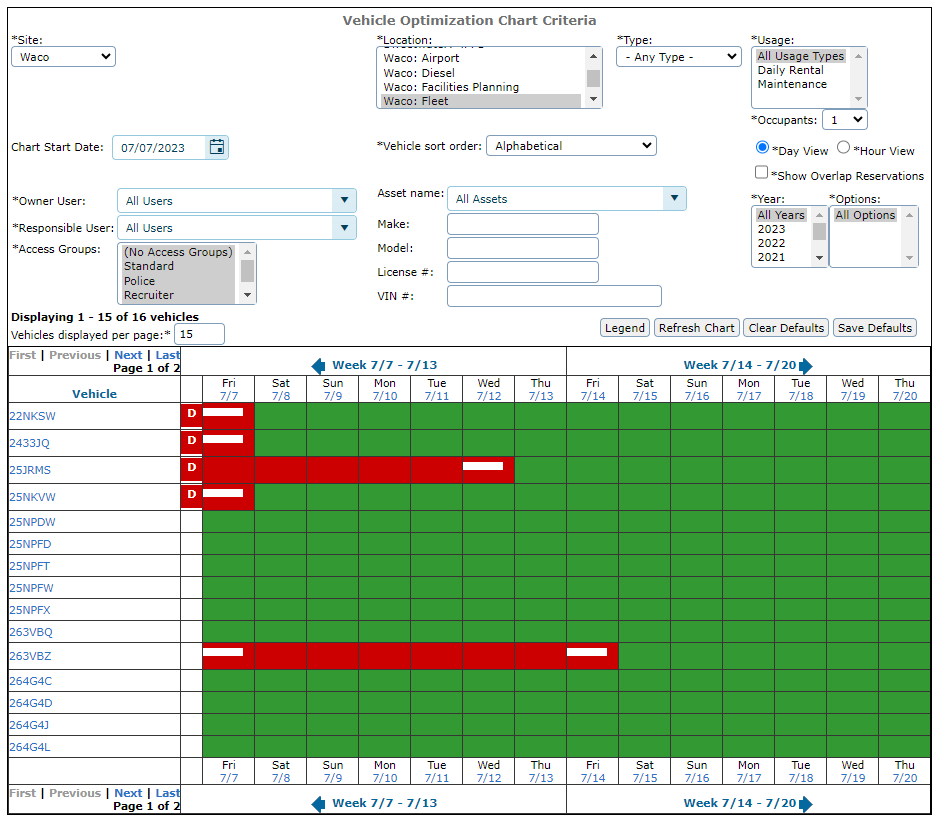 Vehicle Optimization Chart Criteria
*Site:
Waco
*Location:
Waco: Airport
Waco: Diesel
Waco: Facilities Planning
Waco: Fleet
*Type:
- Any Type -
*Usage:
All Usage Types
Daily Rental
Maintenance
*Occupants: 1
Chart Start Date: 07/07/2023
*Vehicle sort order: Alphabetical
*Day View *Hour View
*Show Overlap Reservations
*Owner User: All Users
*Responsible User: All Users
*Access Groups:
(No Access Groups)
Standard
Police
Recruiter
Asset name: All Assets
Make:
Model:
License #:
VIN #:
*Year:
All Years
2023
2022
2021
*Options:
All Options
Displaying 1 - 15 of 16 vehicles
Vehicles displayed per page:* 15
Legend Refresh Chart Clear Defaults Save Defaults
First | Previous | Next | Last
Page 1 of 2
Week 7/7 - 7/13 Week 7/14 - 7/20
Vehicle
Fri Sat Sun Mon Tue Wed Thu Fri Sat Sun Mon Tue Wed Thu
7/7 7/8 7/9 7/10 7/11 7/12 7/13 7/14 7/15 7/16 7/17 7/18 7/19 7/20
22NKSW D
2433JQ D
25JRMS D
25NKVW D
25NPDW
25NPFD
25NPFT
25NPFW
25NPFX
263VBQ
263VBZ
264G4C
264G4D
264G4J
264G4L
Fri Sat Sun Mon Tue Wed Thu Fri Sat Sun Mon Tue Wed Thu
7/7 7/8 7/9 7/10 7/11 7/12 7/13 7/14 7/15 7/16 7/17 7/18 7/19 7/20
First | Previous | Next | Last
Page 1 of 2
Week 7/7 - 7/13 Week 7/14 - 7/20